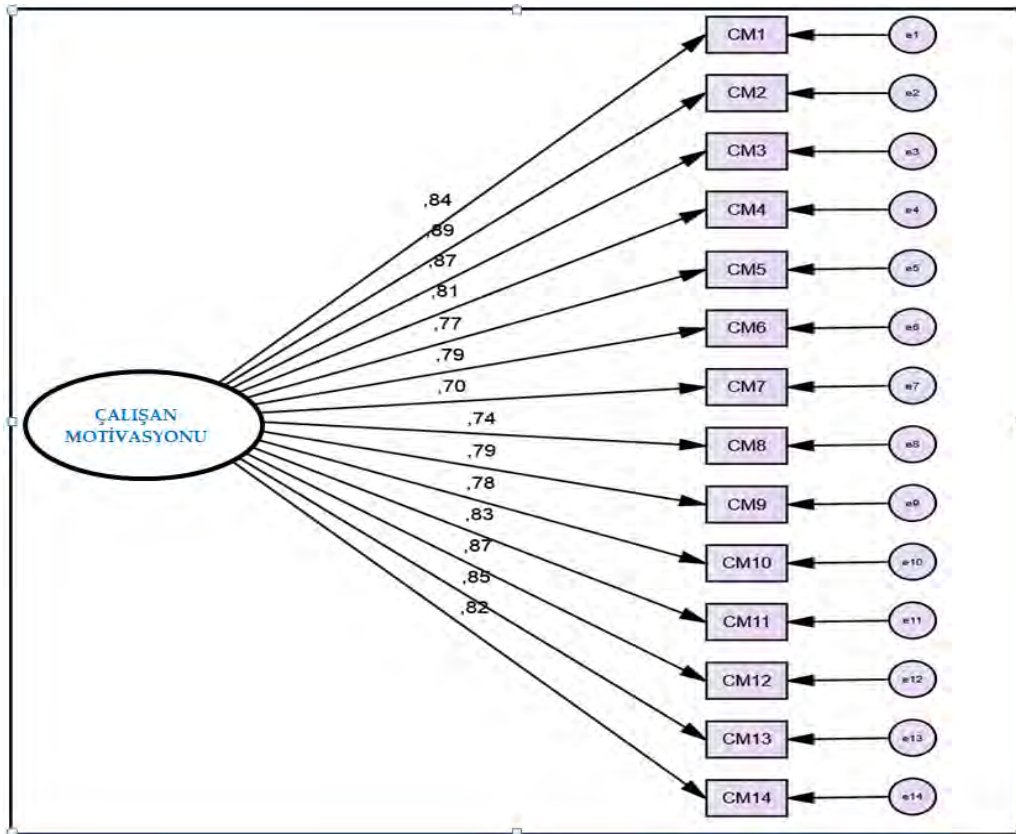 CM1
e1
CM2
e2
CM3
e3
,84
CM4
e4
,89
,87
CM5
e5
,81
,77
CM6
e6
,79
,70
CM7
e7
ÇALIŞAN
MOTİVASYONU
,74
CM8
e8
,79
,78
CM9
e9
,83
,87
CM10
e10
,85
,82
CM11
e11
CM12
e12
CM13
e13
CM14
e14